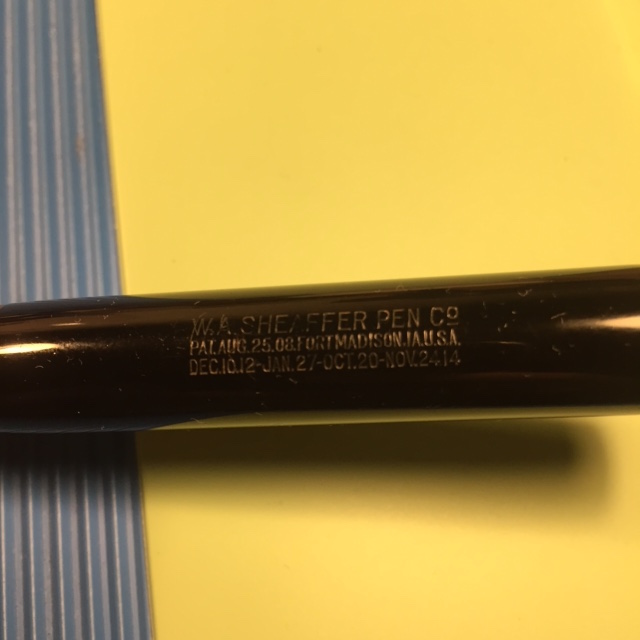 W.A. SHEAFFER PEN Cº
PAT.AUG.25.08.FORT MADISON,IA.U.S.A.
DEC.10.12-JAN.27-OCT.20-NOV.24.14